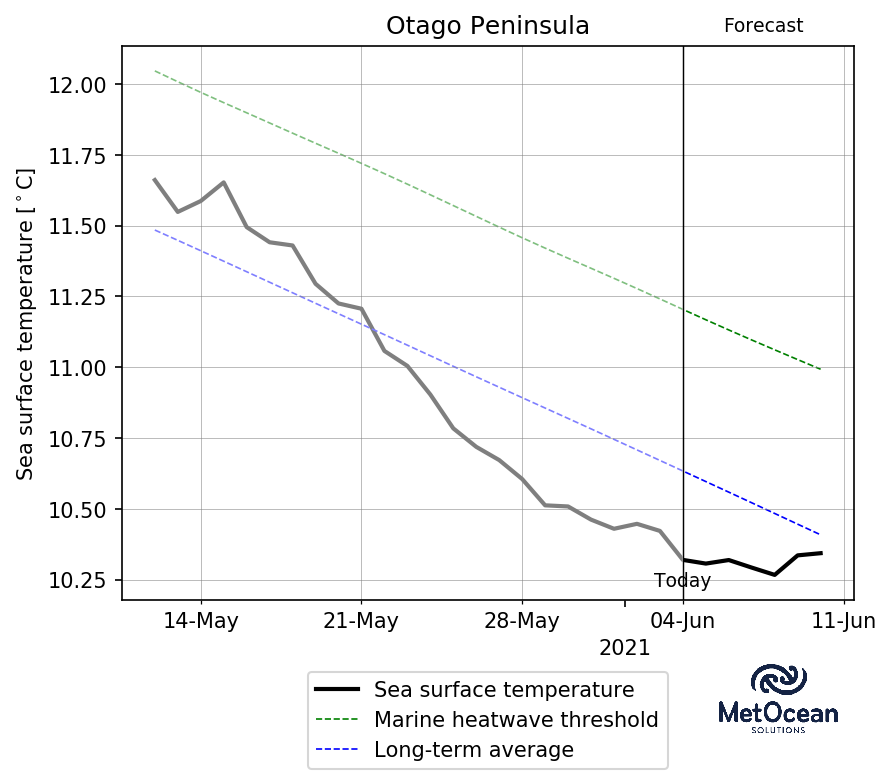 Otago Peninsula
Forecast
Sea surface temperature [°C]
12.00
11.75
11.50
11.25
11.00
10.75
10.50
10.25
Today
14-May
21-May
28-May
04-Jun
11-Jun
2021
Sea surface temperature
Marine heatwave threshold
Long-term average
MetOcean
SOLUTIONS